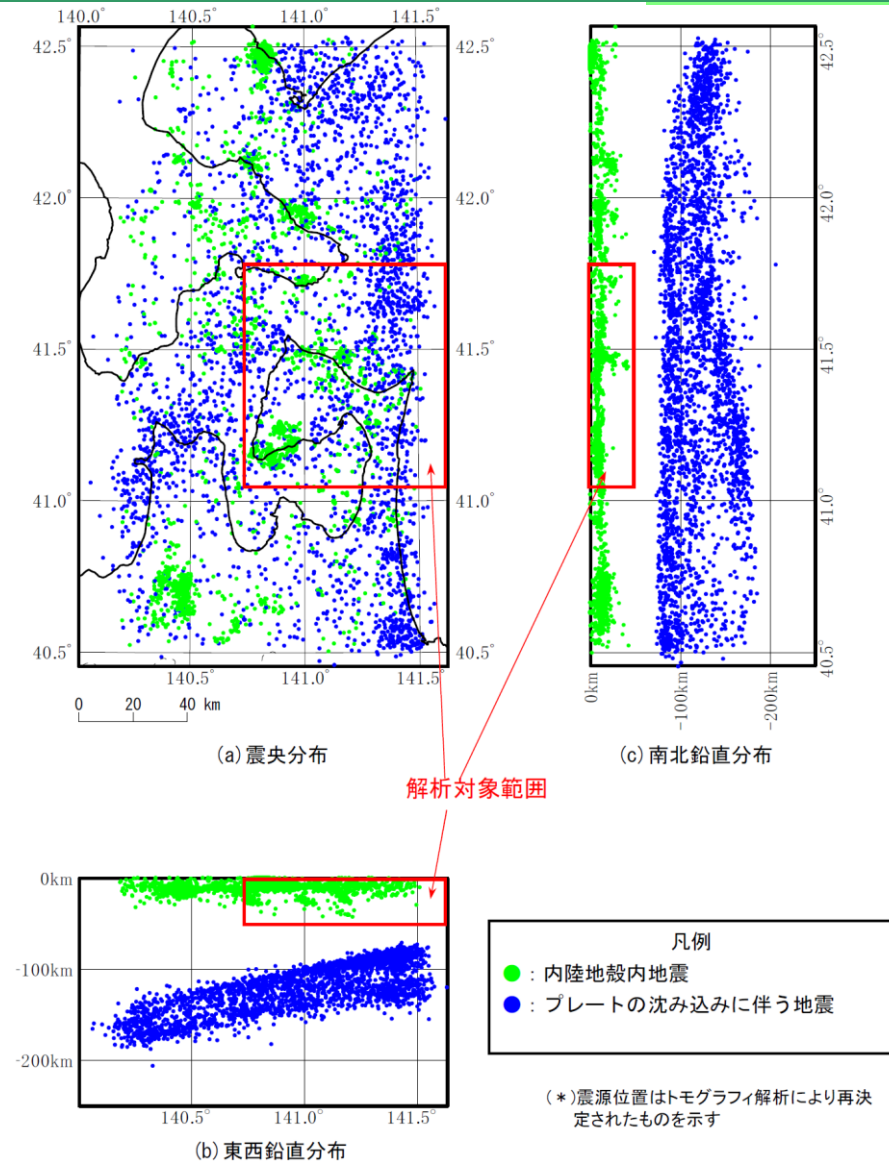 140.0° 140.5° 141.0° 141.5°
42.5° 42.5° 42.5°
42.0° 42.0° 42.0°
41.5° 41.5° 41.5°
41.0° 41.0° 41.0°
40.5° 40.5° 40.5°
140.5° 141.0° 141.5°
0km -100km -200km
0 20 40 km
(a)震央分布
(c)南北鉛直分布
解析対象範囲
0km
-100km
-200km
140.5° 141.0° 141.5°
(b)東西鉛直分布
凡例
:内陸地殻内地震
:プレートの沈み込みに伴う地震
(*)震源位置はトモグラフィ解析により再決
定されたものを示す